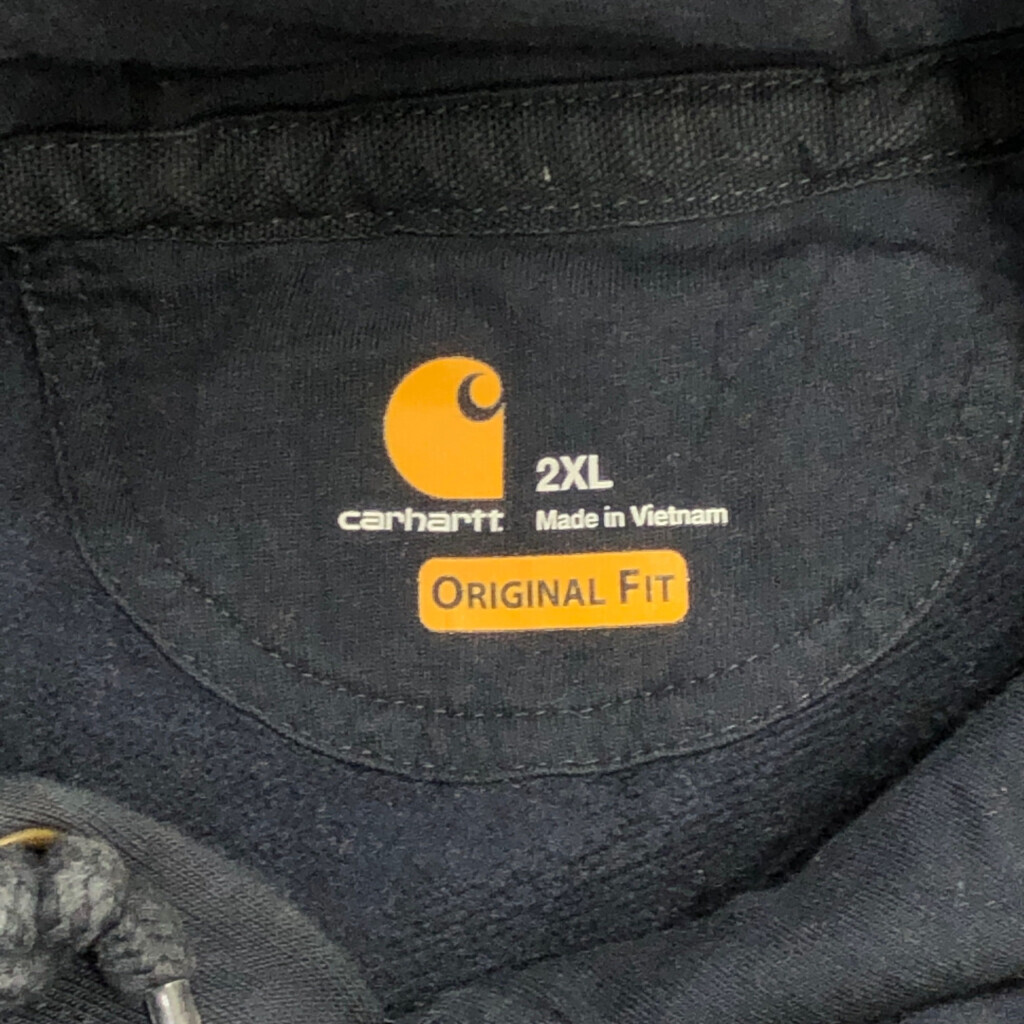 2XL
carhartt Made in Vietnam
ORIGINAL FIT